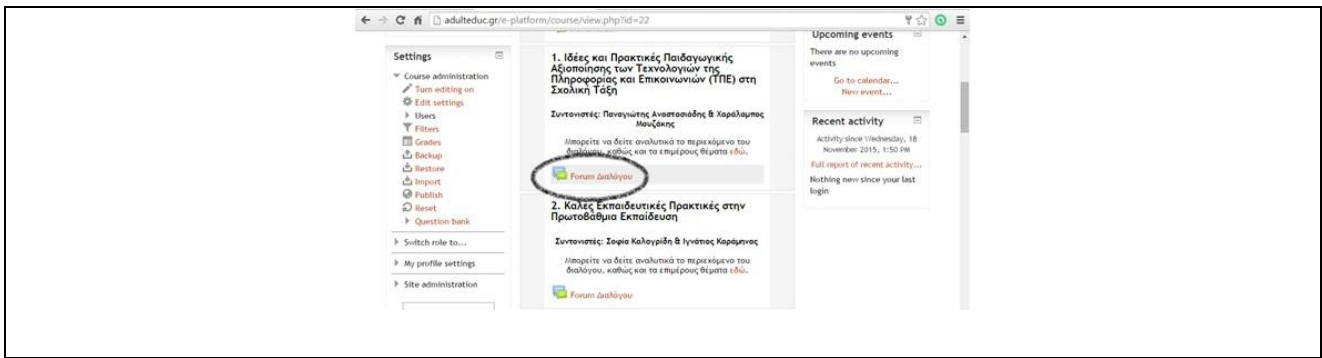 adulteduc.gr/e-platform/course/view.php?id=22
Settings
Course administration
Turn editing on
Edit settings
Users
Filters
Grades
Backup
Restore
Import
Publish
Reset
Question bank
Switch role to...
My profile settings
Site administration
1. Ιδέες και Πρακτικές Παιδαγωγικής
Αξιοποίησης των Τεχνολογιών της
Πληροφορίας και Επικοινωνιών (ΤΠΕ) στη
Σχολική Τάξη
Συντονιστές: Παναγιώτης Αναστασιάδης & Χαράλαμπος
Μουζάκης
Μπορείτε να δείτε αναλυτικά το περιεχόμενο του
διαλόγου, καθώς και τα επιμέρους θέματα εδώ.
Forum Διαλόγου
2. Καλές Εκπαιδευτικές Πρακτικές στην
Πρωτοβάθμια Εκπαίδευση
Συντονιστές: Σοφία Καλογρίδη & Ιγνάτιος Καράμηνας
Μπορείτε να δείτε αναλυτικά το περιεχόμενο του
διαλόγου, καθώς και τα επιμέρους θέματα εδώ.
Forum Διαλόγου
Upcoming events
There are no upcoming
events
Go to calendar...
New event...
Recent activity
Activity since Wednesday, 18
November 2015, 1:50 PM
Full report of recent activity...
Nothing new since your last
login